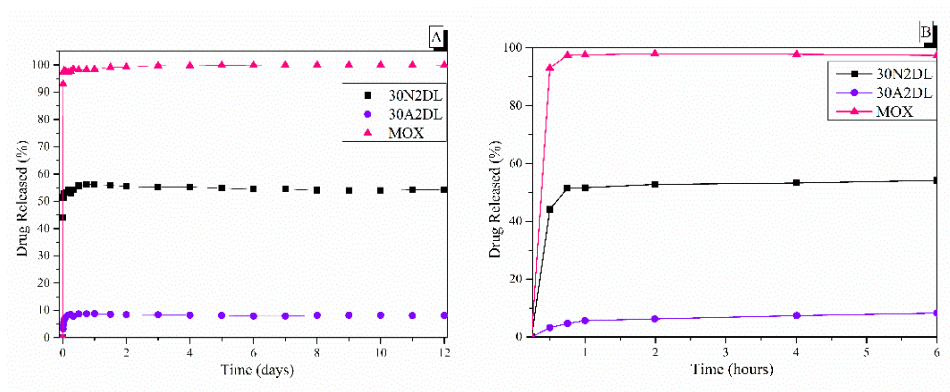 A
Drug Released (%)
100
90
80
70
60
50
40
30
20
10
0
30N2DL
30A2DL
MOX
0 2 4 6 8 10 12
Time (days)
B
Drug Released (%)
100
80
60
40
20
0
30N2DL
30A2DL
MOX
1 2 3 4 5 6
Time (hours)